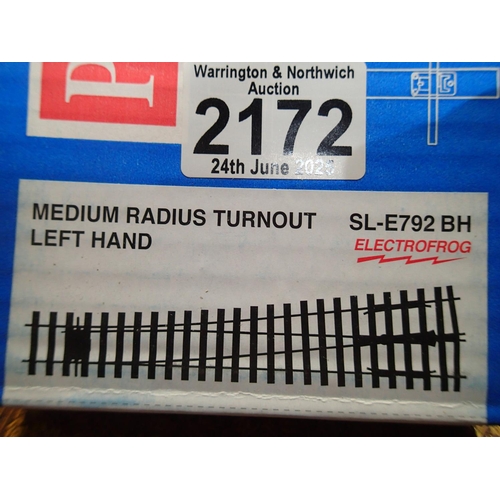 Warrington & Northwich
Auction
2172
24th June
MEDIUM RADIUS TURNOUT
LEFT HAND
SL-E792 BH
ELECTROFROG